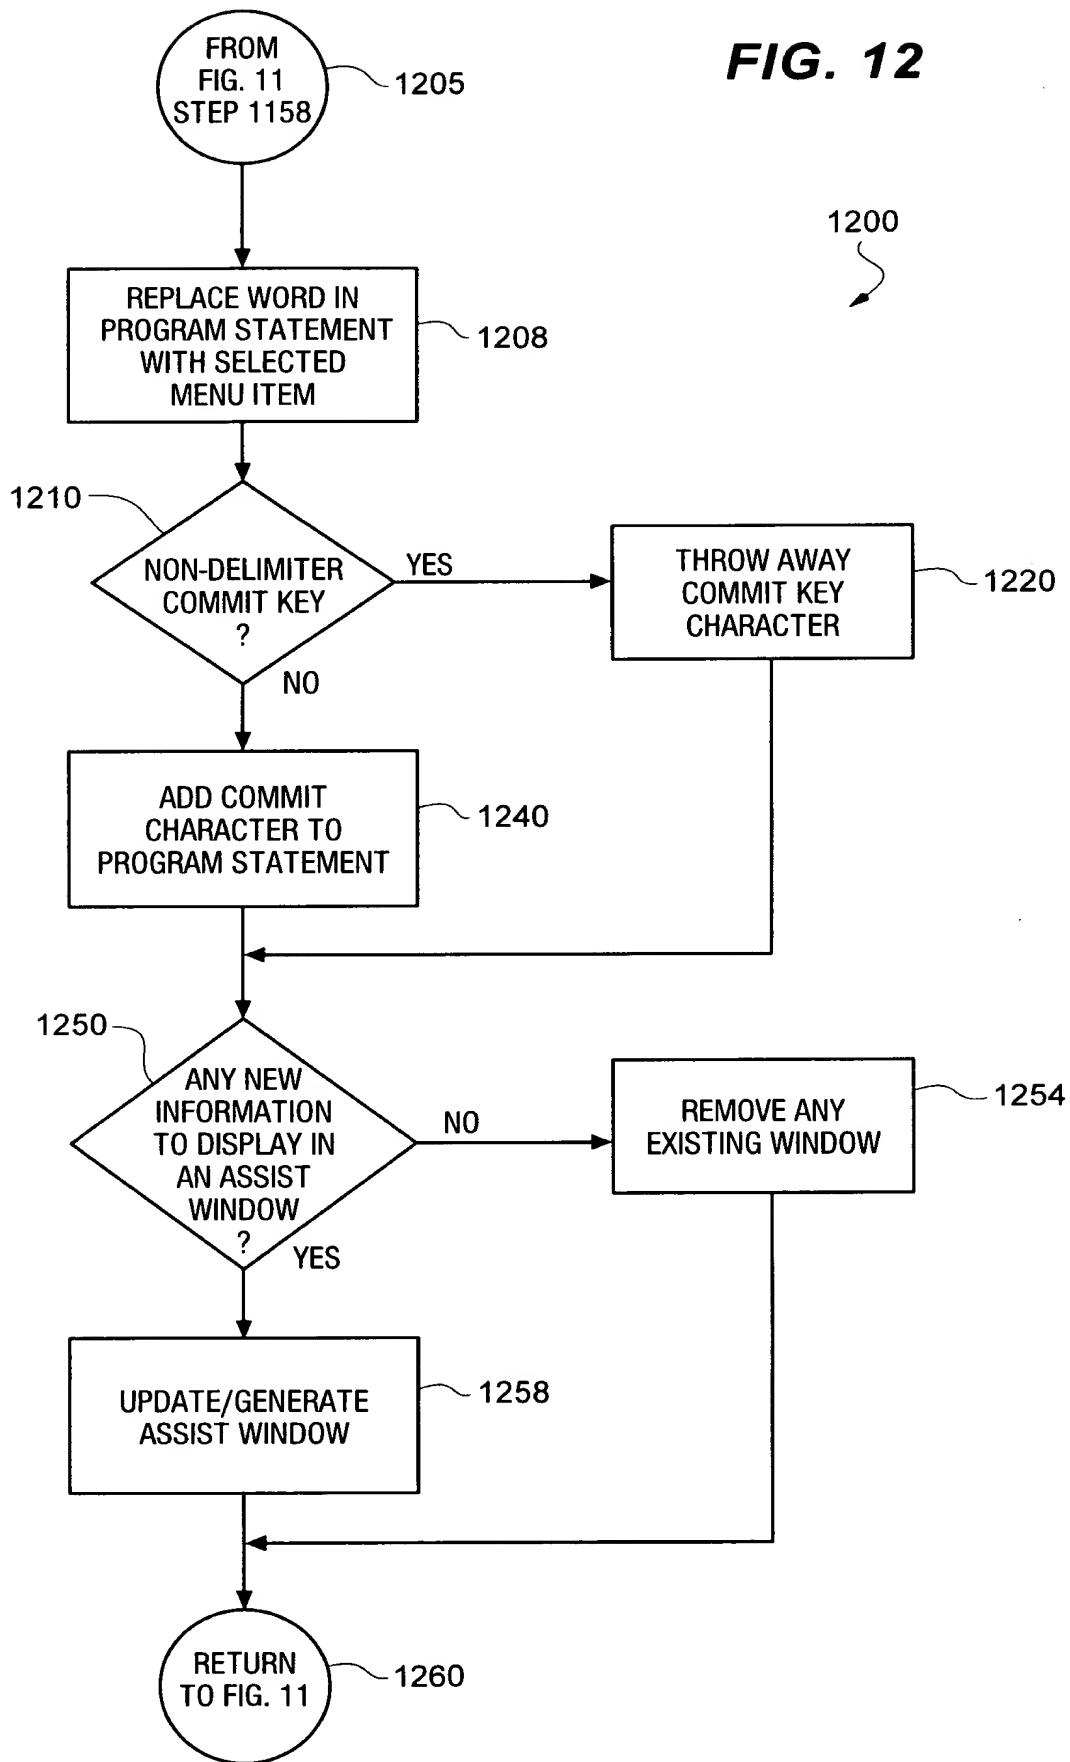 FROM
FIG. 11
STEP 1158
1205
FIG. 12
1200
REPLACE WORD IN
PROGRAM STATEMENT
WITH SELECTED
MENU ITEM
1208
1210
NON-DELIMITER
COMMIT KEY
?
YES
NO
THROW AWAY
COMMIT KEY
CHARACTER
1220
ADD COMMIT
CHARACTER TO
PROGRAM STATEMENT
1240
1250
ANY NEW
INFORMATION
TO DISPLAY IN
AN ASSIST
WINDOW
?
NO
YES
REMOVE ANY
EXISTING WINDOW
1254
UPDATE/GENERATE
ASSIST WINDOW
1258
RETURN
TO FIG. 11
1260